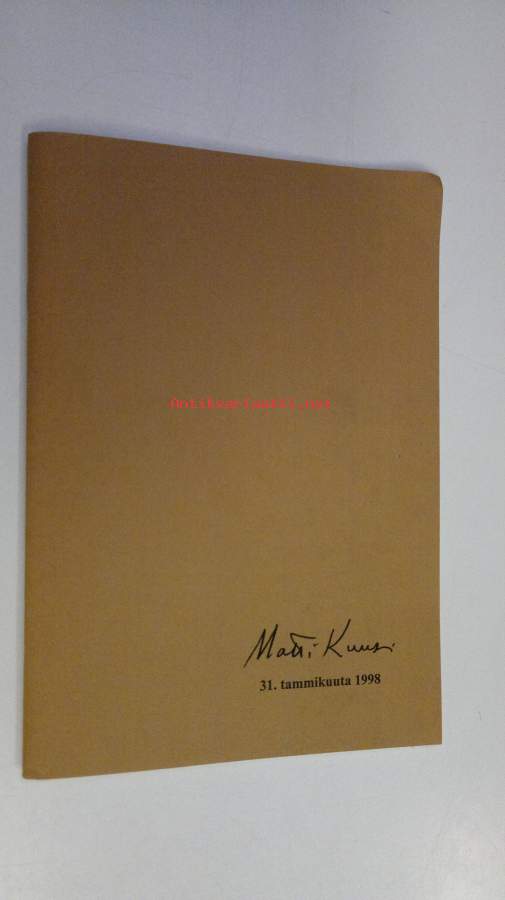 Antikvariaatti.net
Matti Kuusi
31. tammikuuta 1998